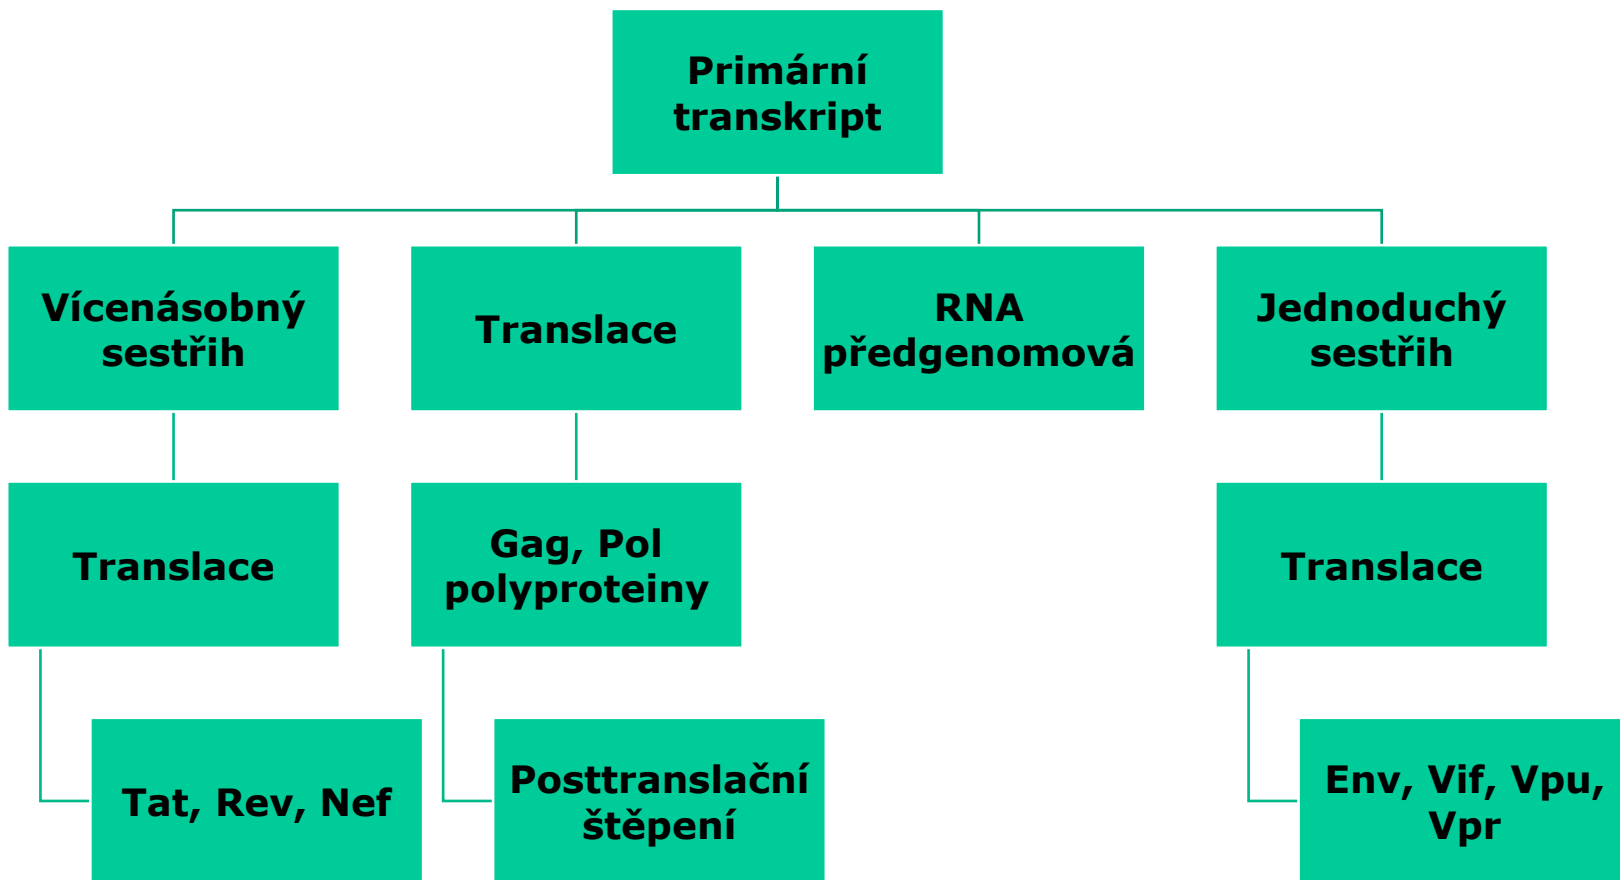 Primární
transkript
Vícenásobný
sestřih
Translace
RNA
předgenomová
Jednoduchý
sestřih
Translace
Gag, Pol
polyproteiny
Translace
Tat, Rev, Nef
Posttranslační
štěpení
Env, Vif, Vpu,
Vpr